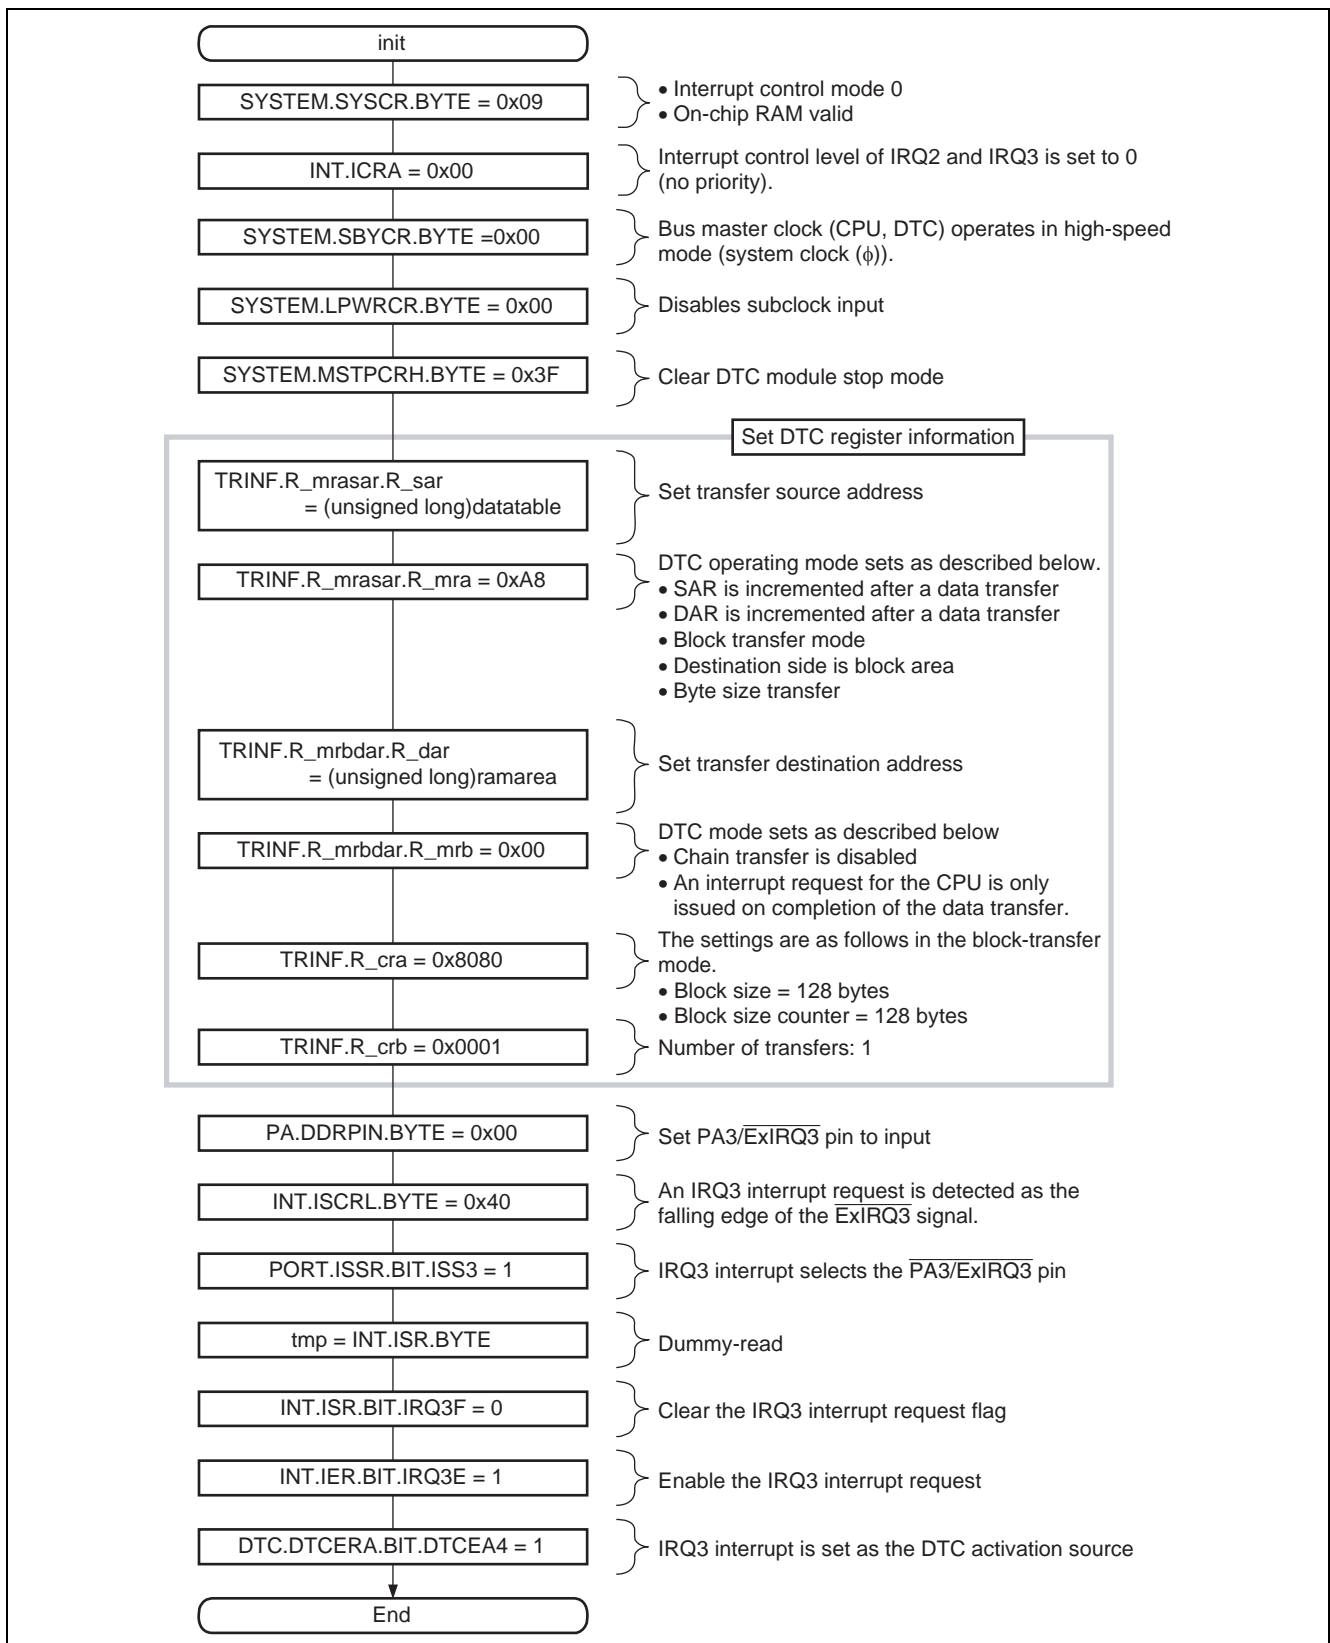 init
SYSTEM.SYSCR.BYTE = 0x09
• Interrupt control mode 0
• On-chip RAM valid
INT.ICRA = 0x00
Interrupt control level of IRQ2 and IRQ3 is set to 0
(no priority).
SYSTEM.SBYCR.BYTE =0x00
Bus master clock (CPU, DTC) operates in high-speed
mode (system clock (ϕ)).
SYSTEM.LPWRCR.BYTE = 0x00
Disables subclock input
SYSTEM.MSTPCRH.BYTE = 0x3F
Clear DTC module stop mode
Set DTC register information
TRINF.R_mrasar.R_sar
= (unsigned long)datatable
Set transfer source address
TRINF.R_mrasar.R_mra = 0xA8
DTC operating mode sets as described below.
• SAR is incremented after a data transfer
• DAR is incremented after a data transfer
• Block transfer mode
• Destination side is block area
• Byte size transfer
TRINF.R_mrbdar.R_dar
= (unsigned long)ramarea
Set transfer destination address
TRINF.R_mrbdar.R_mrb = 0x00
DTC mode sets as described below
• Chain transfer is disabled
• An interrupt request for the CPU is only
issued on completion of the data transfer.
TRINF.R_cra = 0x8080
The settings are as follows in the block-transfer
mode.
• Block size = 128 bytes
• Block size counter = 128 bytes
TRINF.R_crb = 0x0001
Number of transfers: 1
PA.DDRPIN.BYTE = 0x00
Set PA3/ExIRQ3 pin to input
INT.ISCRL.BYTE = 0x40
An IRQ3 interrupt request is detected as the
falling edge of the ExIRQ3 signal.
PORT.ISSR.BIT.ISS3 = 1
IRQ3 interrupt selects the PA3/ExIRQ3 pin
tmp = INT.ISR.BYTE
Dummy-read
INT.ISR.BIT.IRQ3F = 0
Clear the IRQ3 interrupt request flag
INT.IER.BIT.IRQ3E = 1
Enable the IRQ3 interrupt request
DTC.DTCERA.BIT.DTCEA4 = 1
IRQ3 interrupt is set as the DTC activation source
End